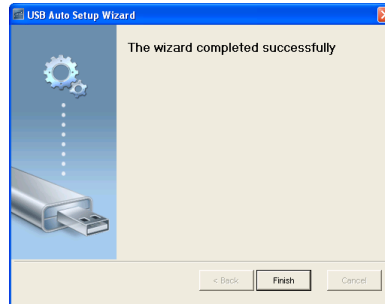 USB Auto Setup Wizard
The wizard completed successfully
< Back
Finish
Cancel